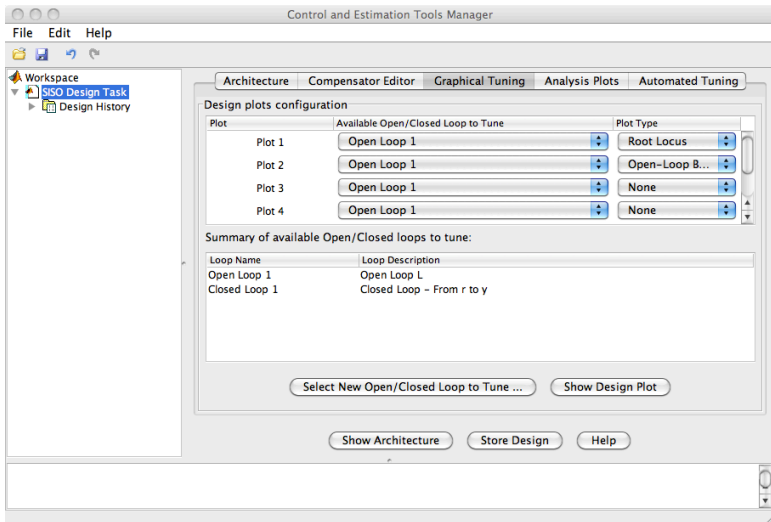 Control and Estimation Tools Manager
File Edit Help
Workspace
SISO Design Task
Design History
Architecture Compensator Editor Graphical Tuning Analysis Plots Automated Tuning
Design plots configuration
Plot Available Open/Closed Loop to Tune Plot Type
Plot 1 Open Loop 1 Root Locus
Plot 2 Open Loop 1 Open-Loop B...
Plot 3 Open Loop 1 None
Plot 4 Open Loop 1 None
Summary of available Open/Closed loops to tune:
Loop Name Loop Description
Open Loop 1 Open Loop L
Closed Loop 1 Closed Loop - From r to y
Select New Open/Closed Loop to Tune ... Show Design Plot
Show Architecture Store Design Help